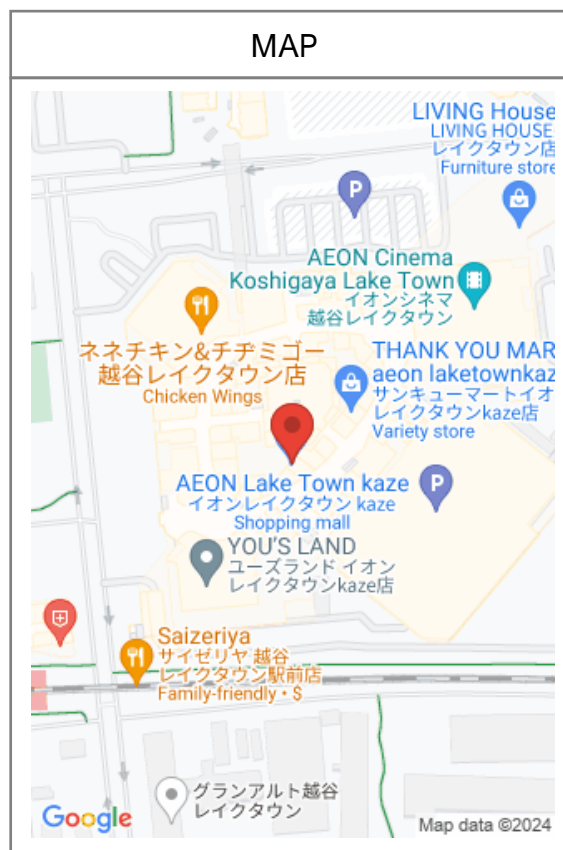 MAP
LIVING House
LIVING HOUSE
レイクタウン店
Furniture store
P
AEON Cinema
Koshigaya Lake Town
イオンシネマ
越谷レイクタウン
ネネチキン&チヂミゴー
越谷レイクタウン店
Chicken Wings
THANK YOU MAR
aeon laketownkaz
サンキューマートイオ
レイクタウンkaze店
Variety store
AEON Lake Town kaze
イオンレイクタウン kaze
Shopping mall
P
YOU'S LAND
ユーズランド イオン
レイクタウンkaze店
Saizeriya
サイゼリヤ 越谷
レイクタウン駅前店
Family-friendly • $
グランアルト越谷
レイクタウン
Google
Map data ©2024